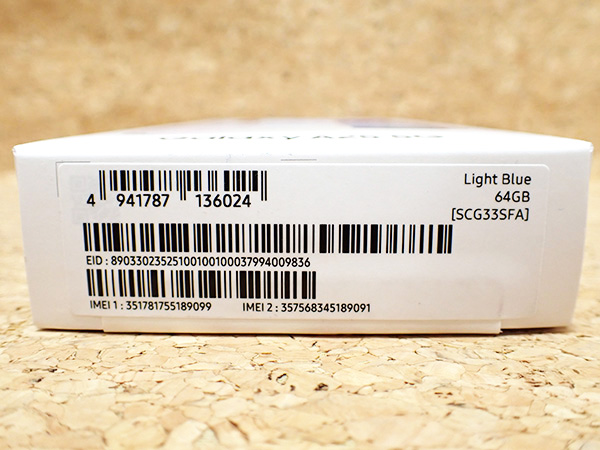 4 941787 136024
Light Blue
64GB
[SCG33SFA]
EID : 89033023525100100100037994009836
IMEI 1 : 351781755189099 IMEI 2 : 357568345189091